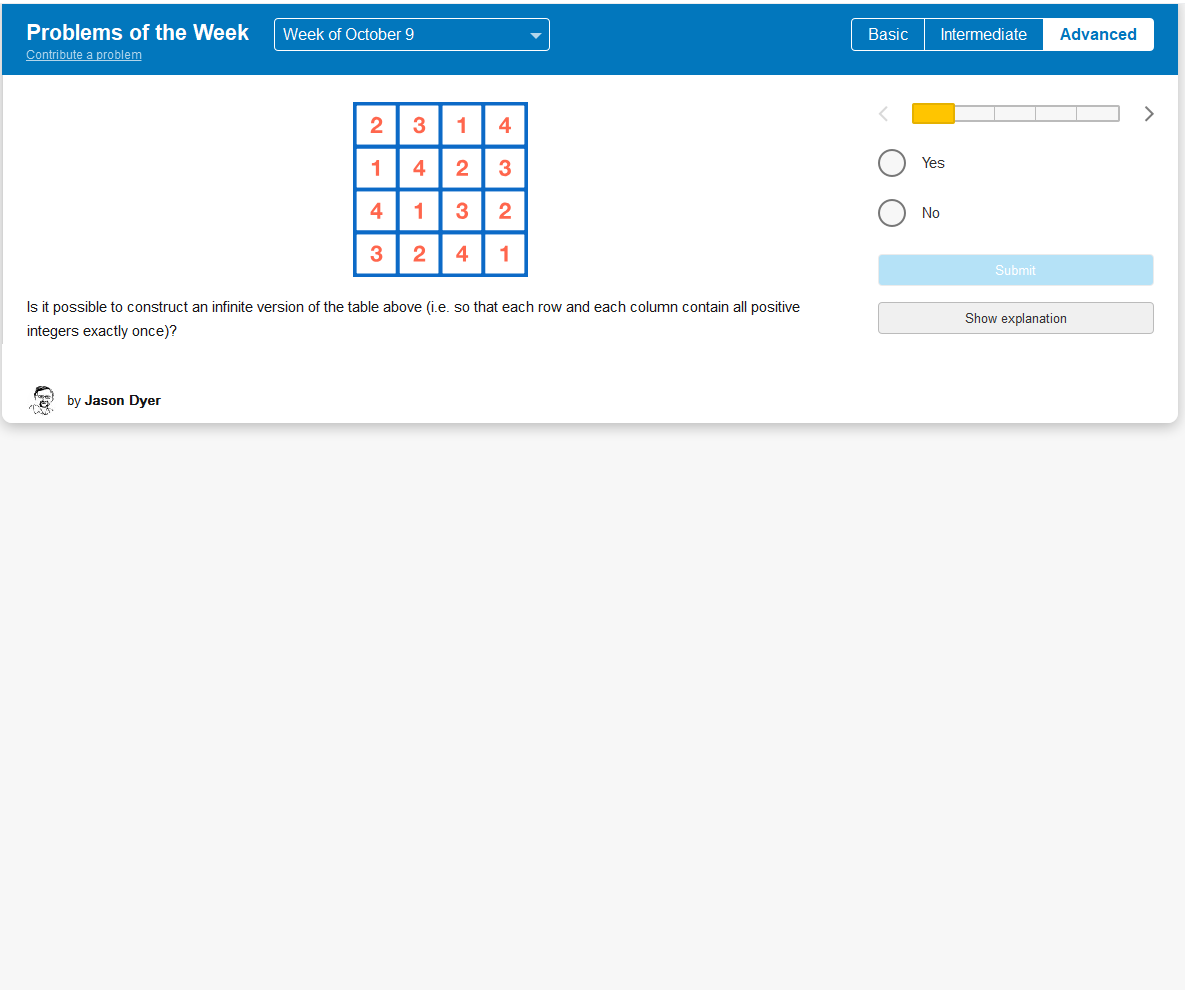 Problems of the Week
Contribute a problem
Week of October 9
Basic
Intermediate
Advanced
2 3 1 4
1 4 2 3
4 1 3 2
3 2 4 1
Yes
No
Submit
Show explanation
Is it possible to construct an infinite version of the table above (i.e. so that each row and each column contain all positive
integers exactly once)?
by Jason Dyer